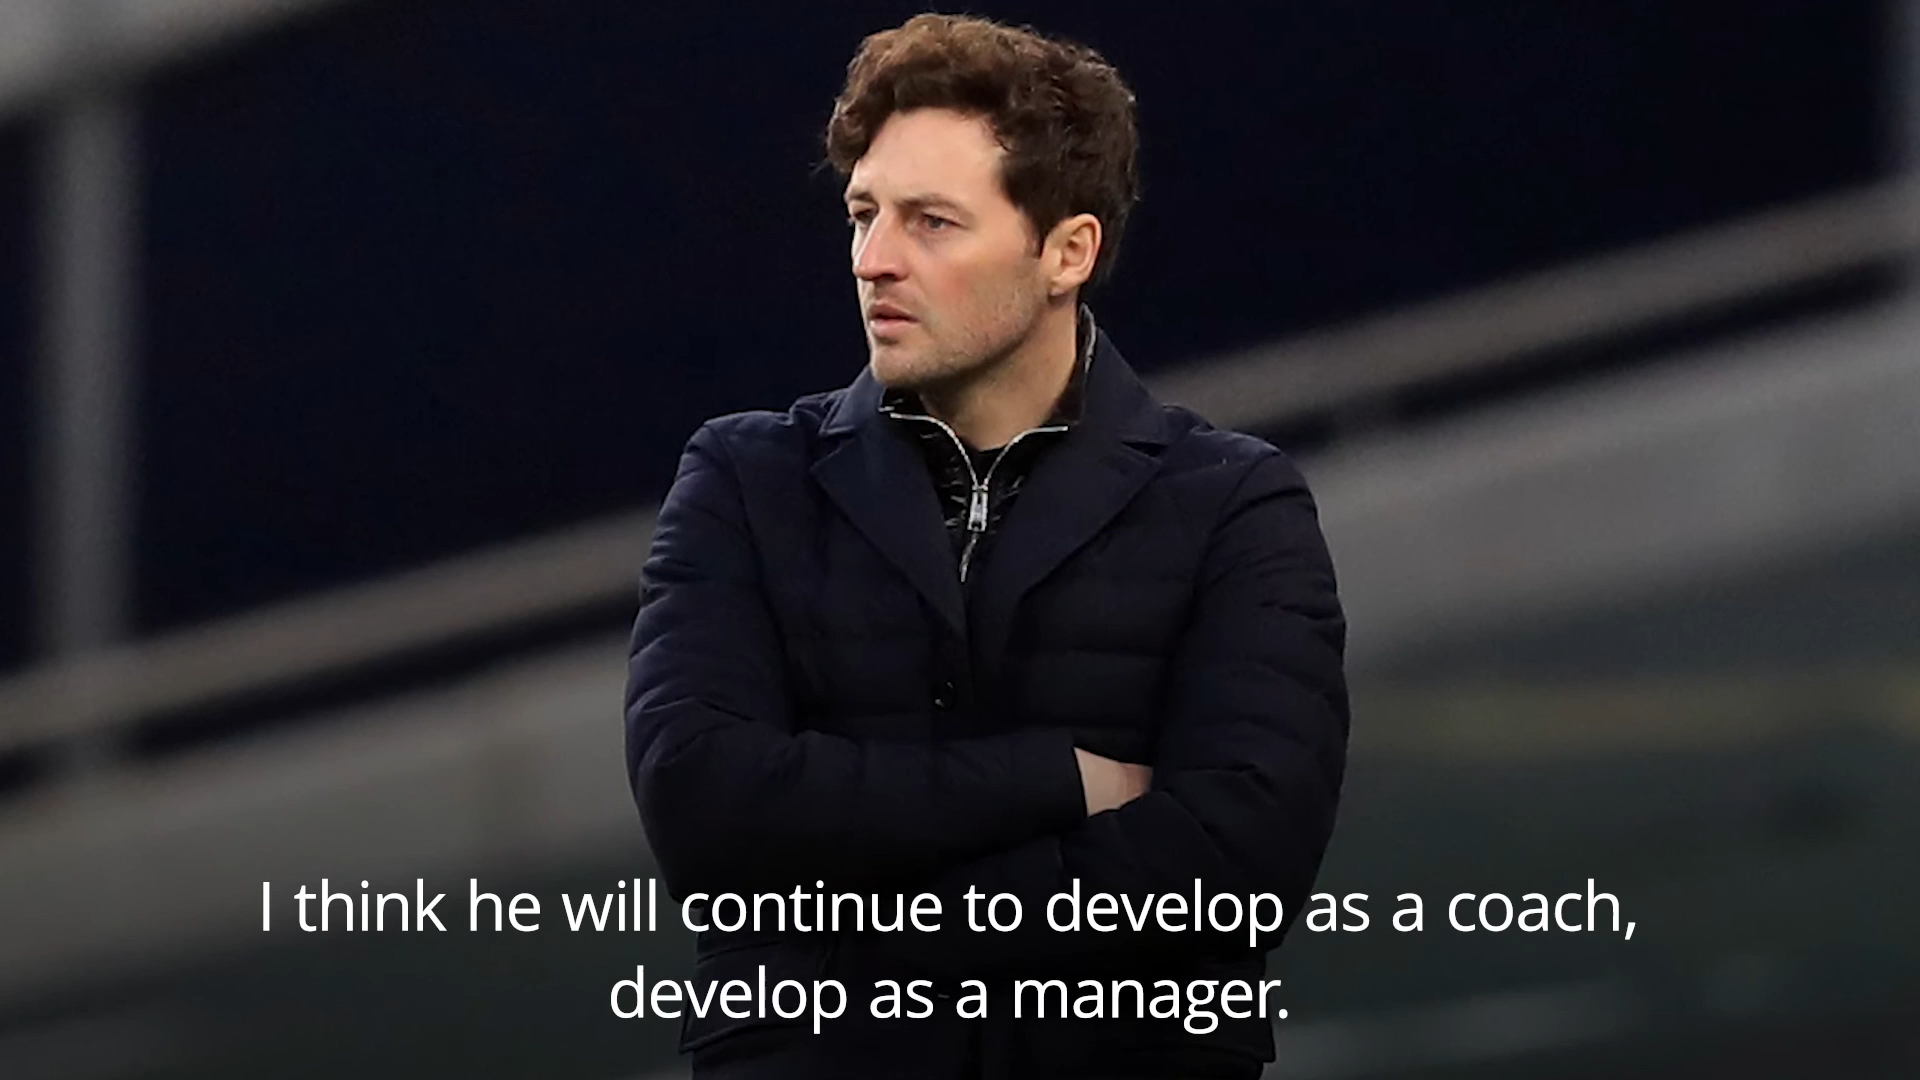 I think he will continue to develop as a coach,
develop as a manager.